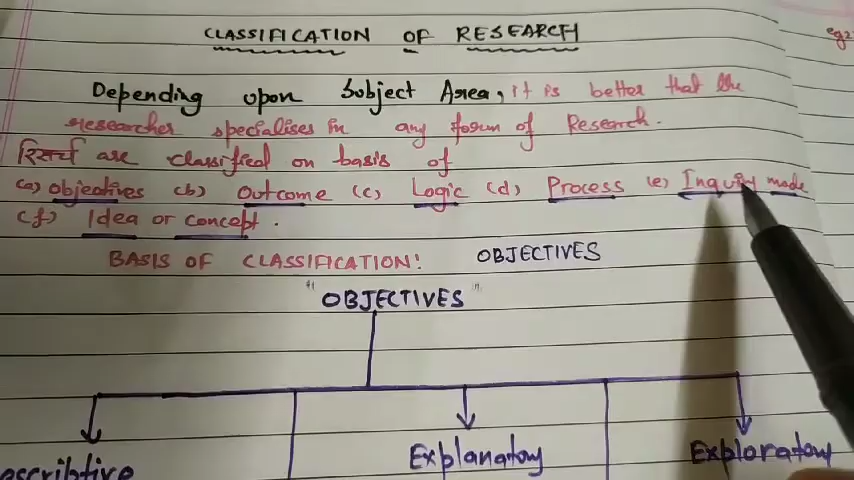 CLASSIFICATION OF RESEARCH
eg2
Depending upon Subject Area, it is better that the
researcher specialises in any form of Research.
रिसर्च are classified on basis of
(a) objectives (b) Outcome (c) Logic (d) Process (e) Inquiry mode
(f) Idea or concept.
BASIS OF CLASSIFICATION! OBJECTIVES
"OBJECTIVES"
escribtive Explanatory Exploratory